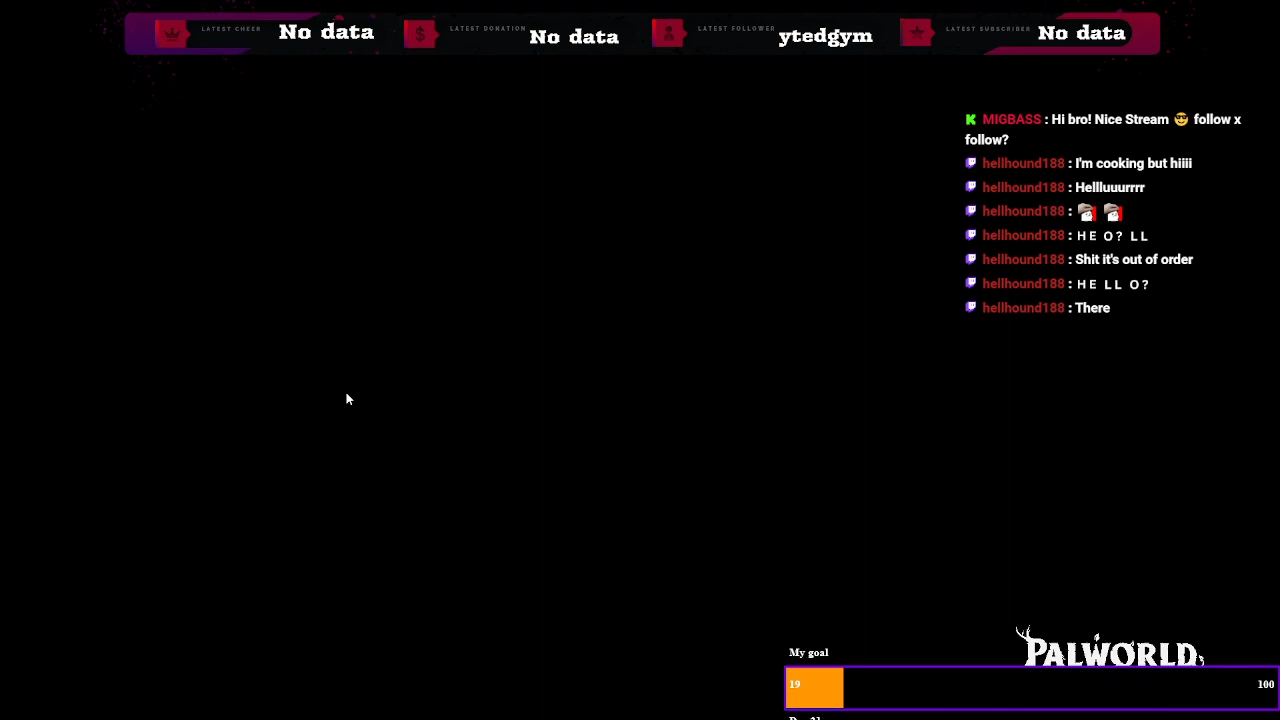 LATEST CHEER No data LATEST DONATION No data LATEST FOLLOWER ytedgym LATEST SUBSCRIBER No data
MIGBASS : Hi bro! Nice Stream 😎 follow x
follow?
hellhound188 : I'm cooking but hiiii
hellhound188 : Hellluuurrrr
hellhound188 :
hellhound188 : H E O ? L L
hellhound188 : Shit it's out of order
hellhound188 : H E L L O ?
hellhound188 : There
PALWORLD
My goal
19 100